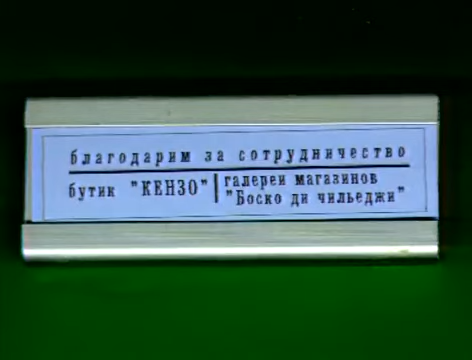 благодарим за сотрудничество
бутик "КЕНЗО"
галереи магазинов
"Боско ди чильеджи"